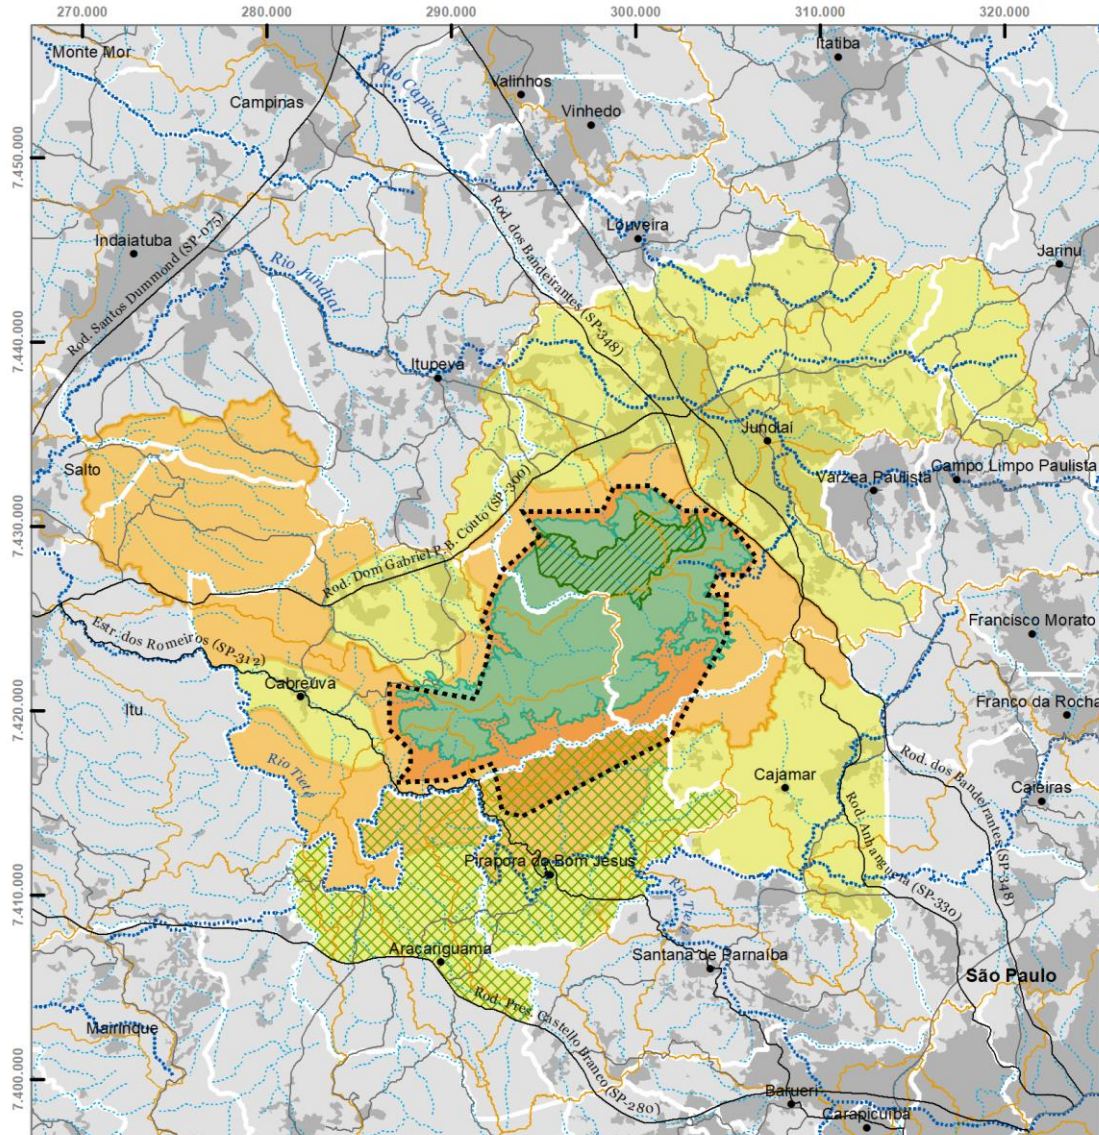 270.000 280.000 290.000 300.000 310.000 320.000
Monte Mor
Itatiba
Rio Capivari
Valinhos
Campinas
Vinhedo
7.450.000
Louveira
Indaiatuba
Rod. Santos Dummond (SP-075)
Rio Jundiaí
Rod. dos Bandeirantes (SP-348)
Jarinu
7.440.000
Itupeva
Jundiaí
Salto
Várzea Paulista
Campo Limpo Paulista
7.430.000
Rod. Dom Gabriel P.B. Couto (SP-300)
Estr. dos Romeiros (SP-312)
Francisco Morato
Cabreúva
Itu
Franco da Rocha
7.420.000
Rio Tietê
Cajamar
Rod. dos Bandeirantes (SP-348)
Caieiras
Rod. Anhanguera (SP-330)
Pirapora do Bom Jesus
7.410.000
Rio Tietê
Araçariguama
Santana de Parnaíba
São Paulo
Rod. Pres. Castello Branco (SP-280)
Mairinque
7.400.000
Barueri
Carapicuíba